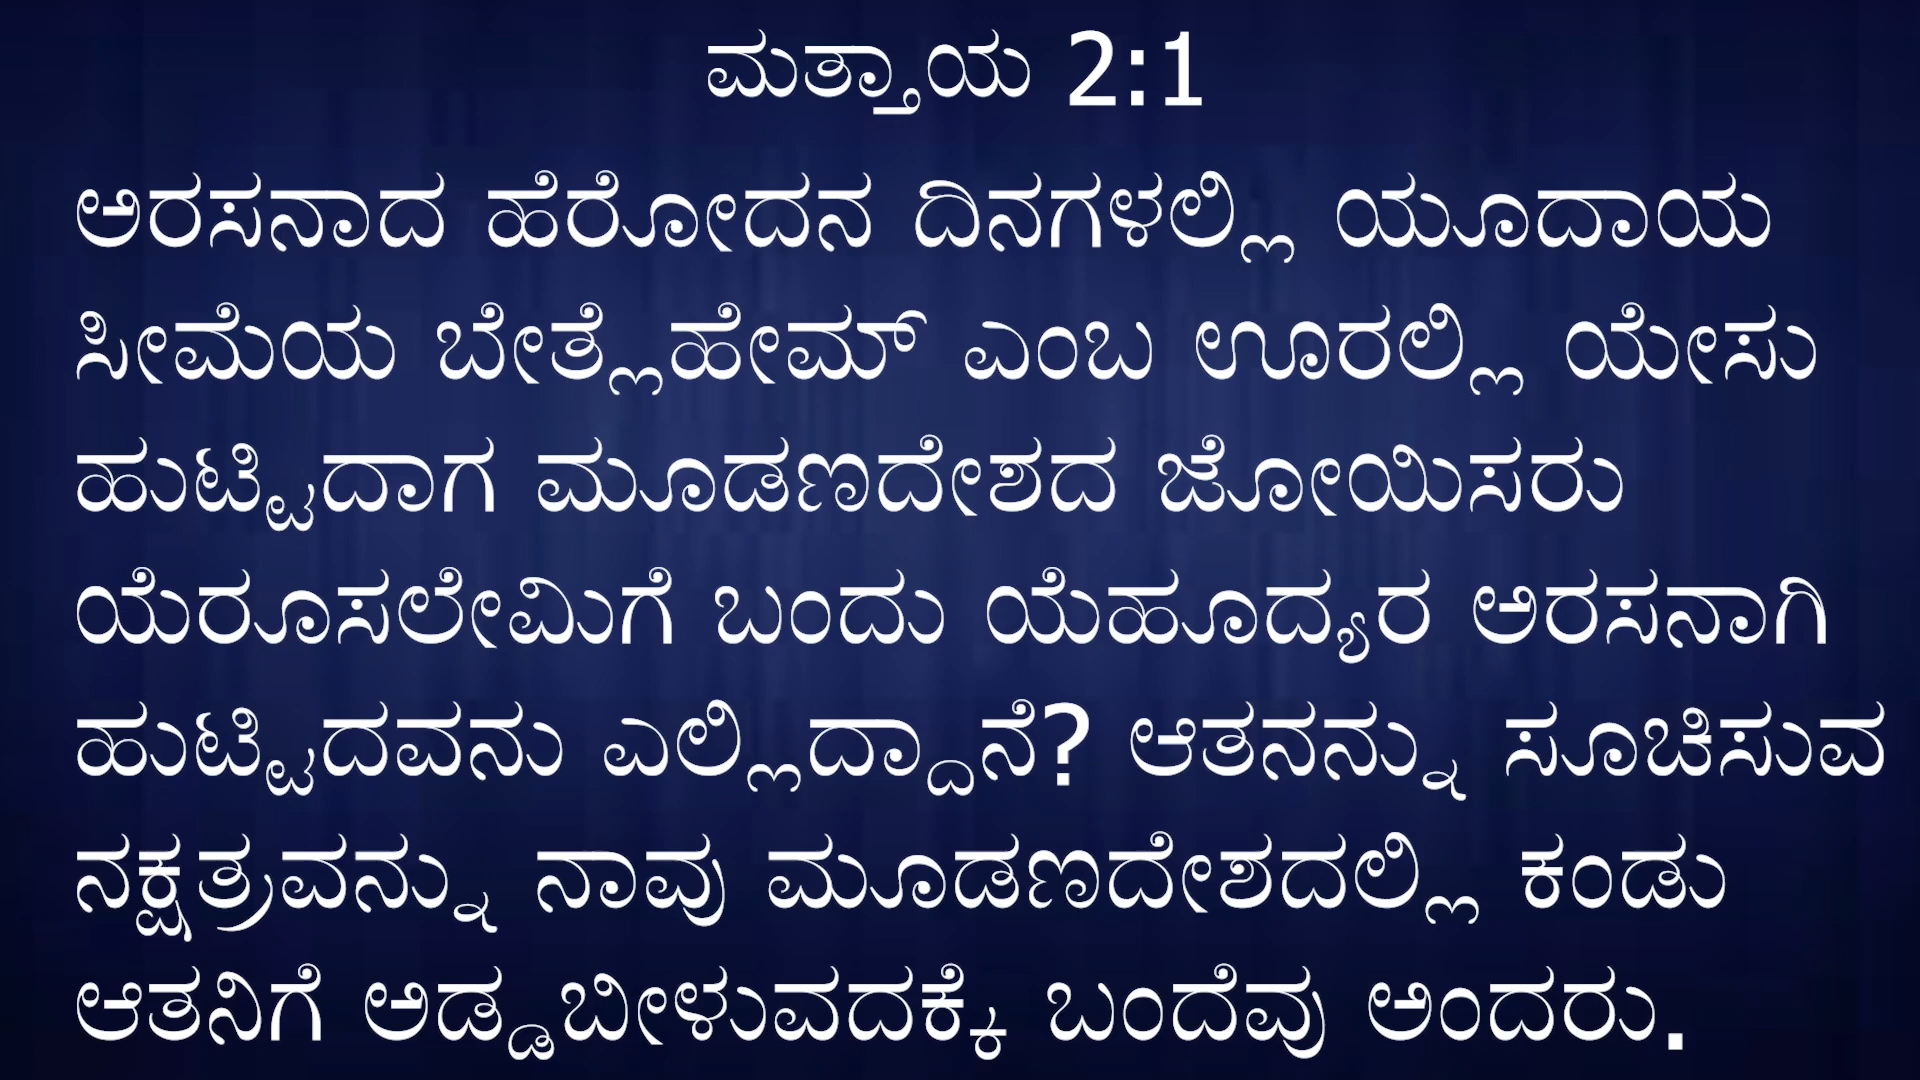 ಮತ್ತಾಯ 2:1
ಅರಸನಾದ ಹೆರೋದನ ದಿನಗಳಲ್ಲಿ ಯೂದಾಯ
ಸೀಮೆಯ ಬೇತ್ಲೆಹೇಮ್ ಎಂಬ ಊರಲ್ಲಿ ಯೇಸು
ಹುಟ್ಟಿದಾಗ ಮೂಡಣದೇಶದ ಜೋಯಿಸರು
ಯೆರೂಸಲೇಮಿಗೆ ಬಂದು ಯೆಹೂದ್ಯರ ಅರಸನಾಗಿ
ಹುಟ್ಟಿದವನು ಎಲ್ಲಿದ್ದಾನೆ? ಆತನನ್ನು ಸೂಚಿಸುವ
ನಕ್ಷತ್ರವನ್ನು ನಾವು ಮೂಡಣದೇಶದಲ್ಲಿ ಕಂಡು
ಆತನಿಗೆ ಅಡ್ಡಬೀಳುವದಕ್ಕೆ ಬಂದೆವು ಅಂದರು.